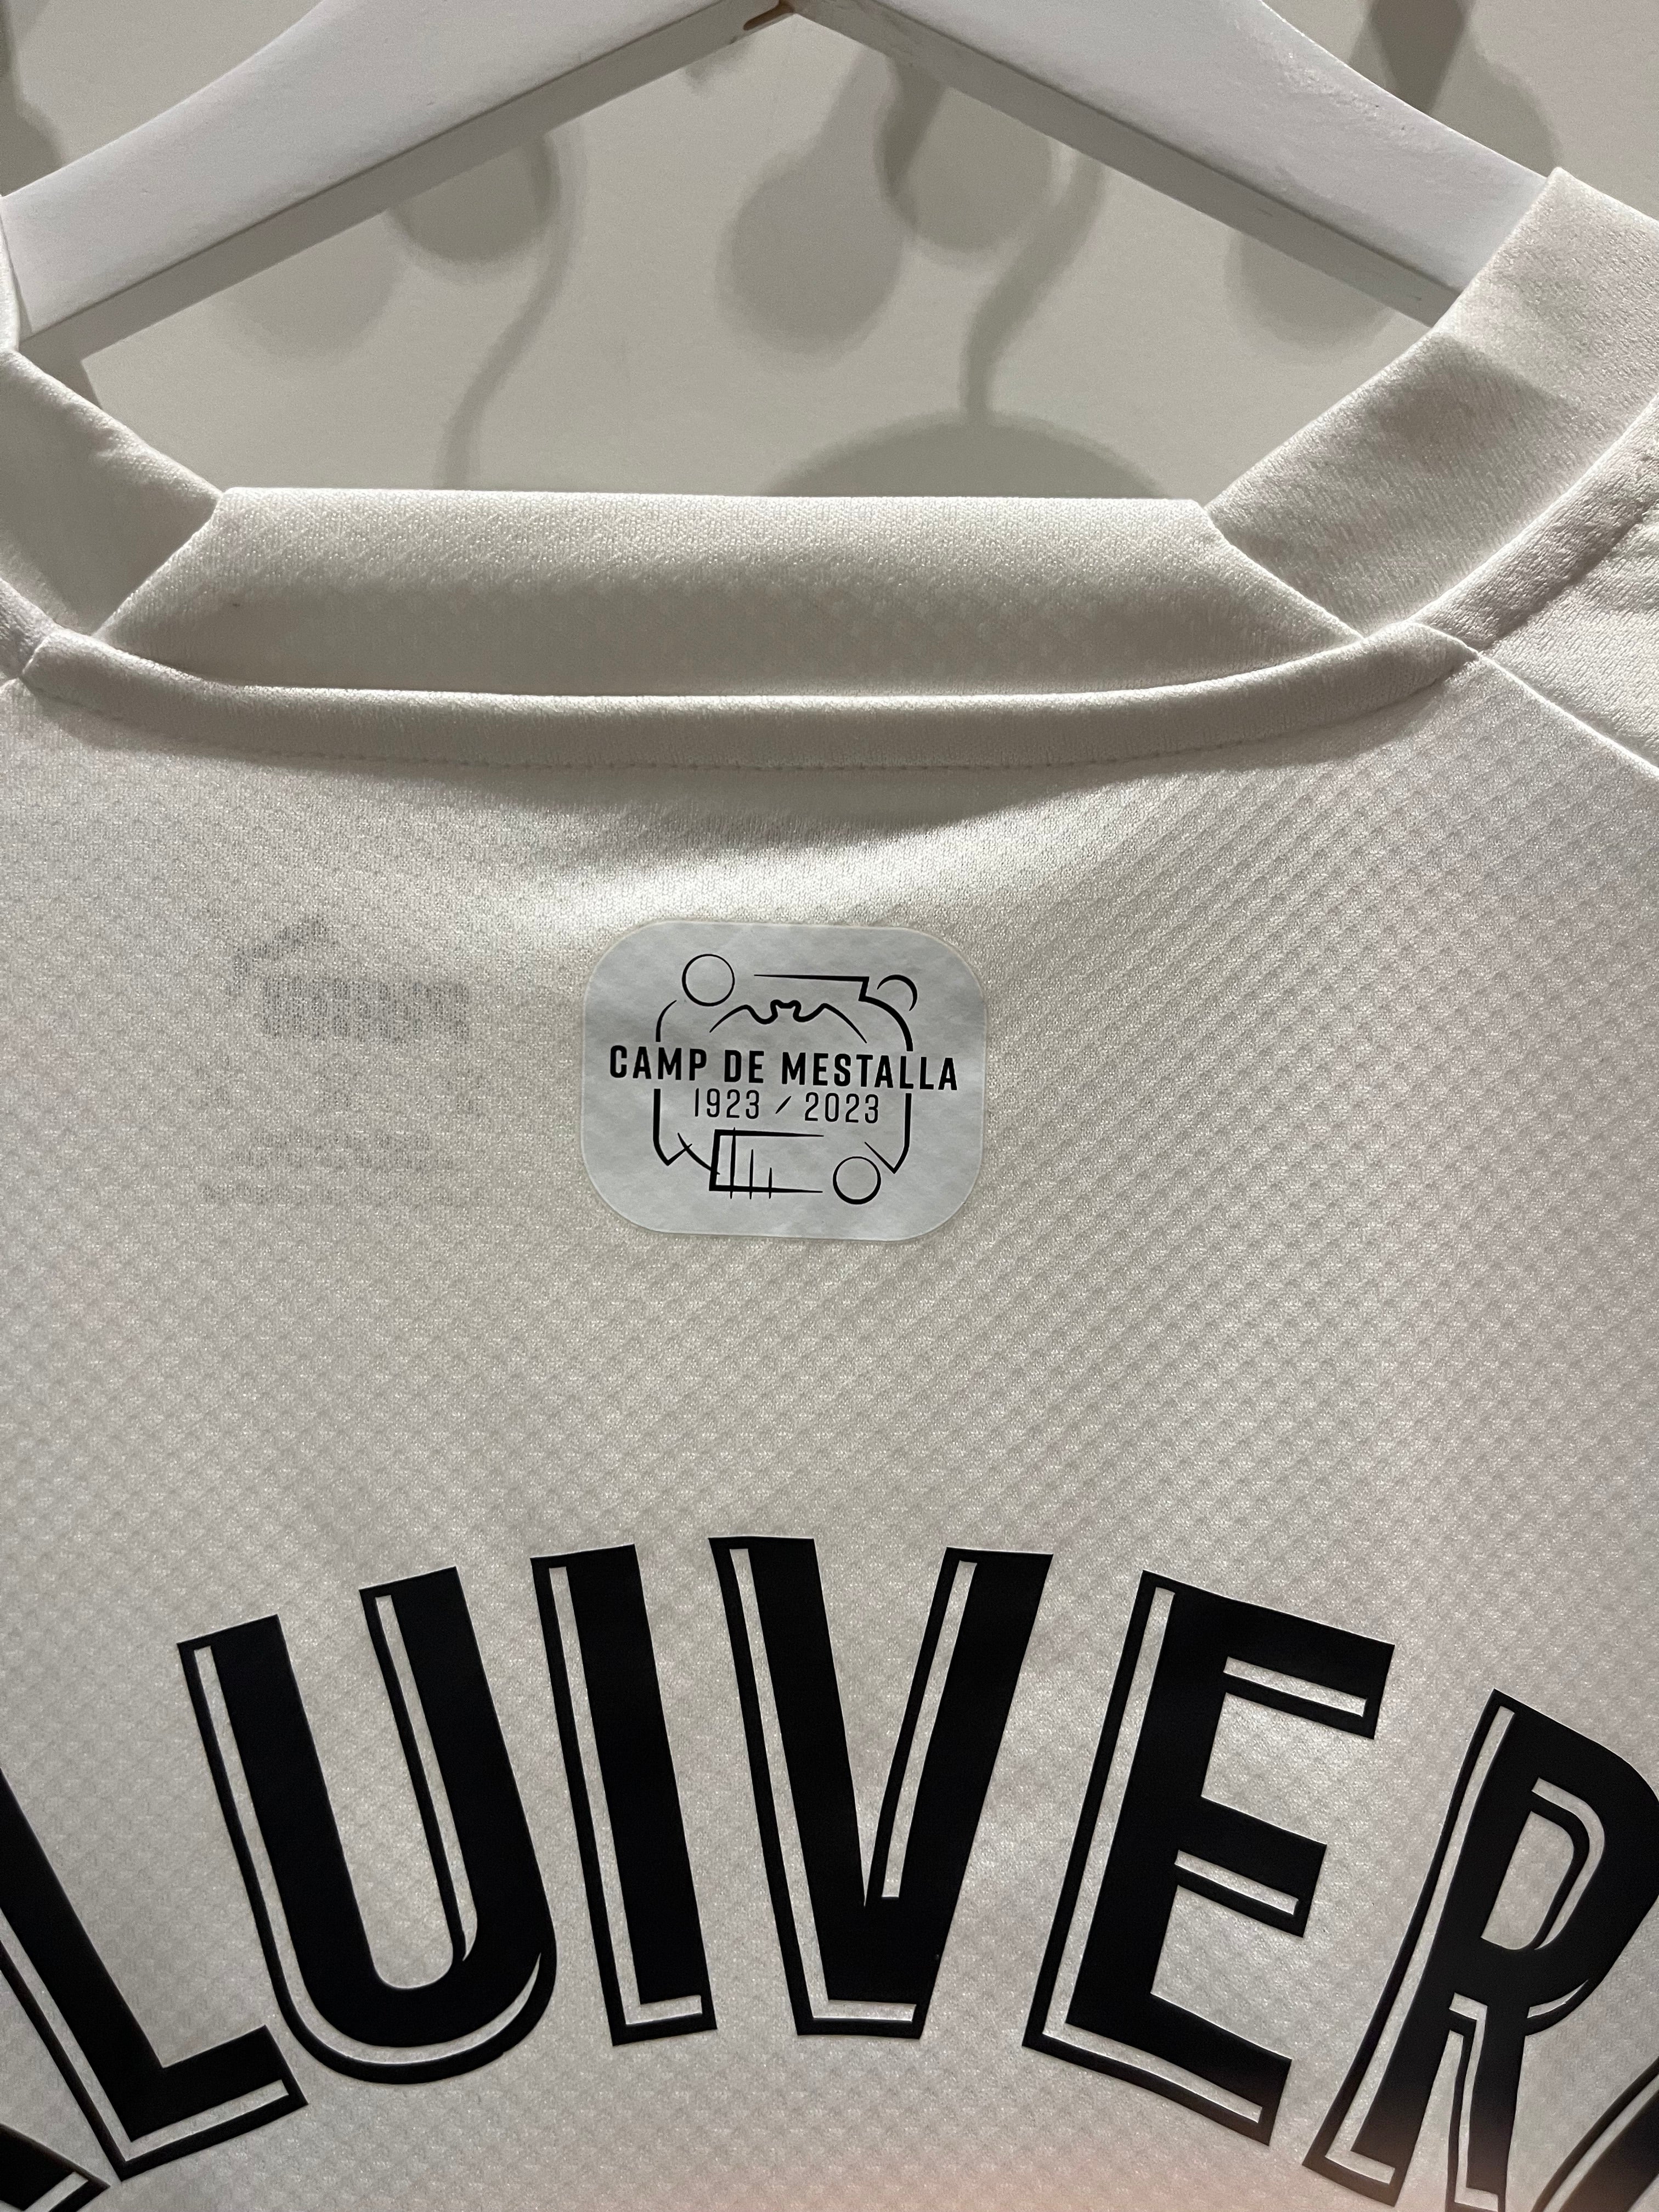 CAMP DE MESTALLA
1923 / 2023
LUIVER